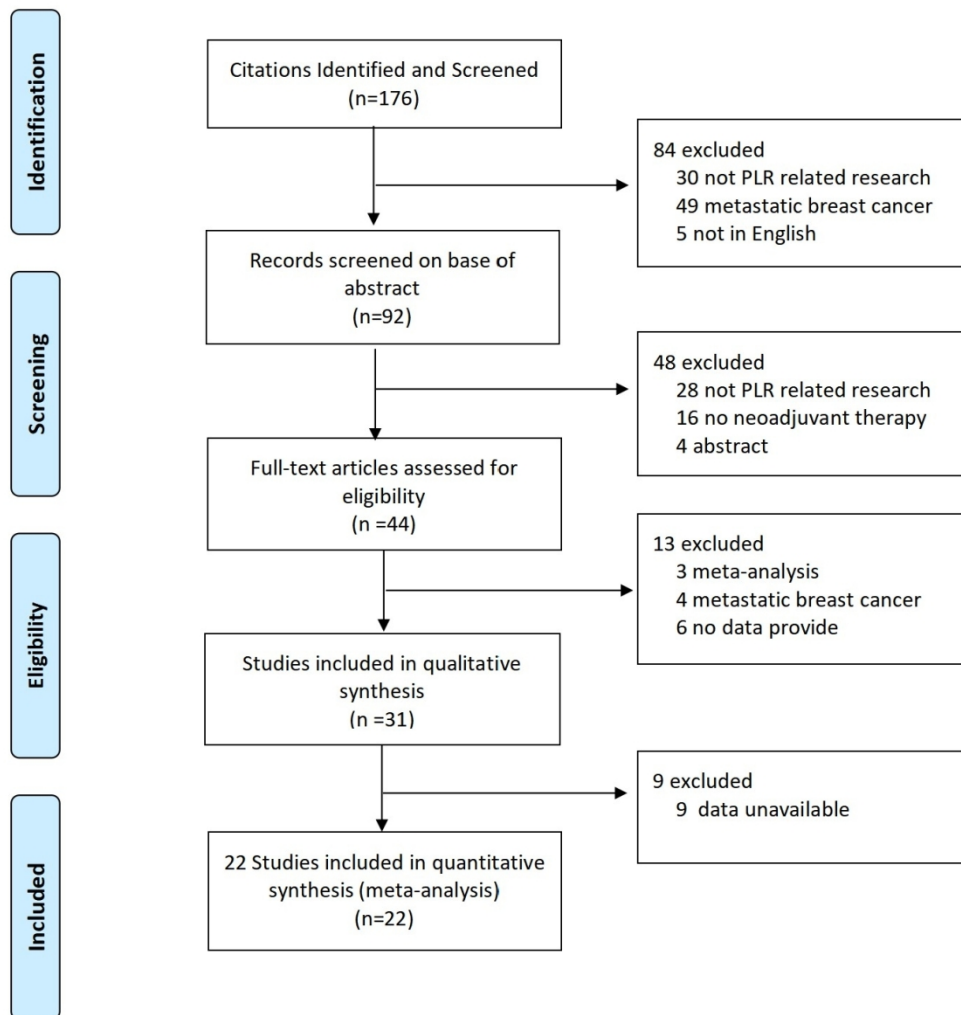 Identification
Citations Identified and Screened
(n=176)
84 excluded
30 not PLR related research
49 metastatic breast cancer
5 not in English
Screening
Records screened on base of
abstract
(n=92)
48 excluded
28 not PLR related research
16 no neoadjuvant therapy
4 abstract
Full-text articles assessed for
eligibility
(n =44)
Eligibility
13 excluded
3 meta-analysis
4 metastatic breast cancer
6 no data provide
Studies included in qualitative
synthesis
(n =31)
9 excluded
9 data unavailable
Included
22 Studies included in quantitative
synthesis (meta-analysis)
(n=22)